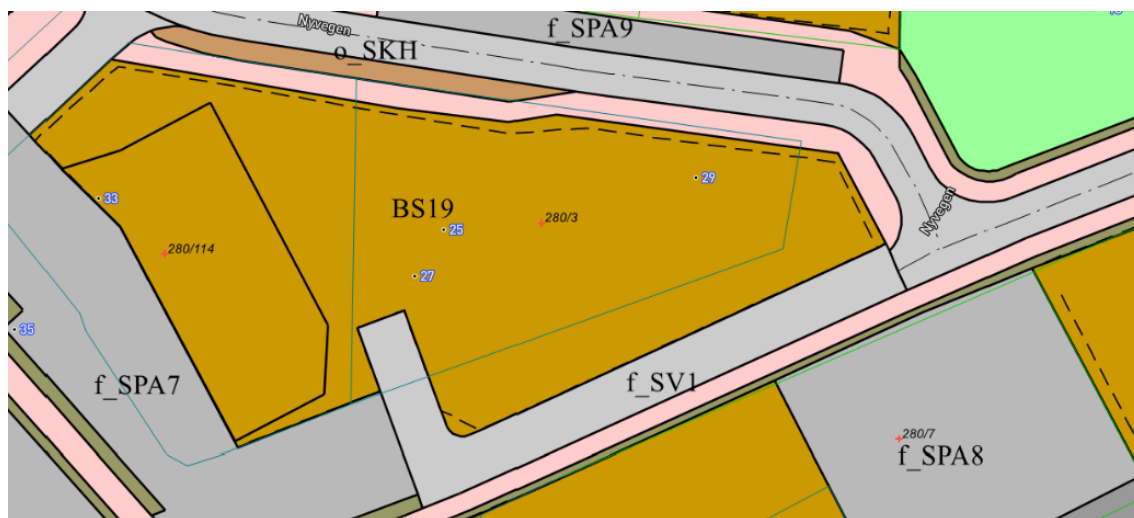 Nyvegen
f_SPA9
o_SKH
33
BS19
29
25
280/3
280/114
27
Nyvegen
35
f_SPA7
f_SV1
280/7
f_SPA8